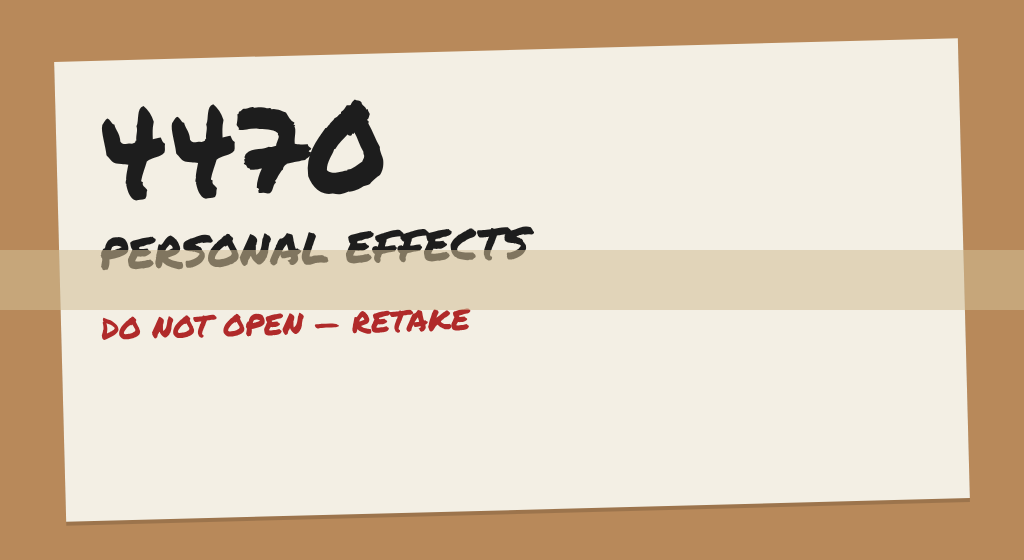 4470
PERSONAL EFFECTS
DO NOT OPEN — RETAKE